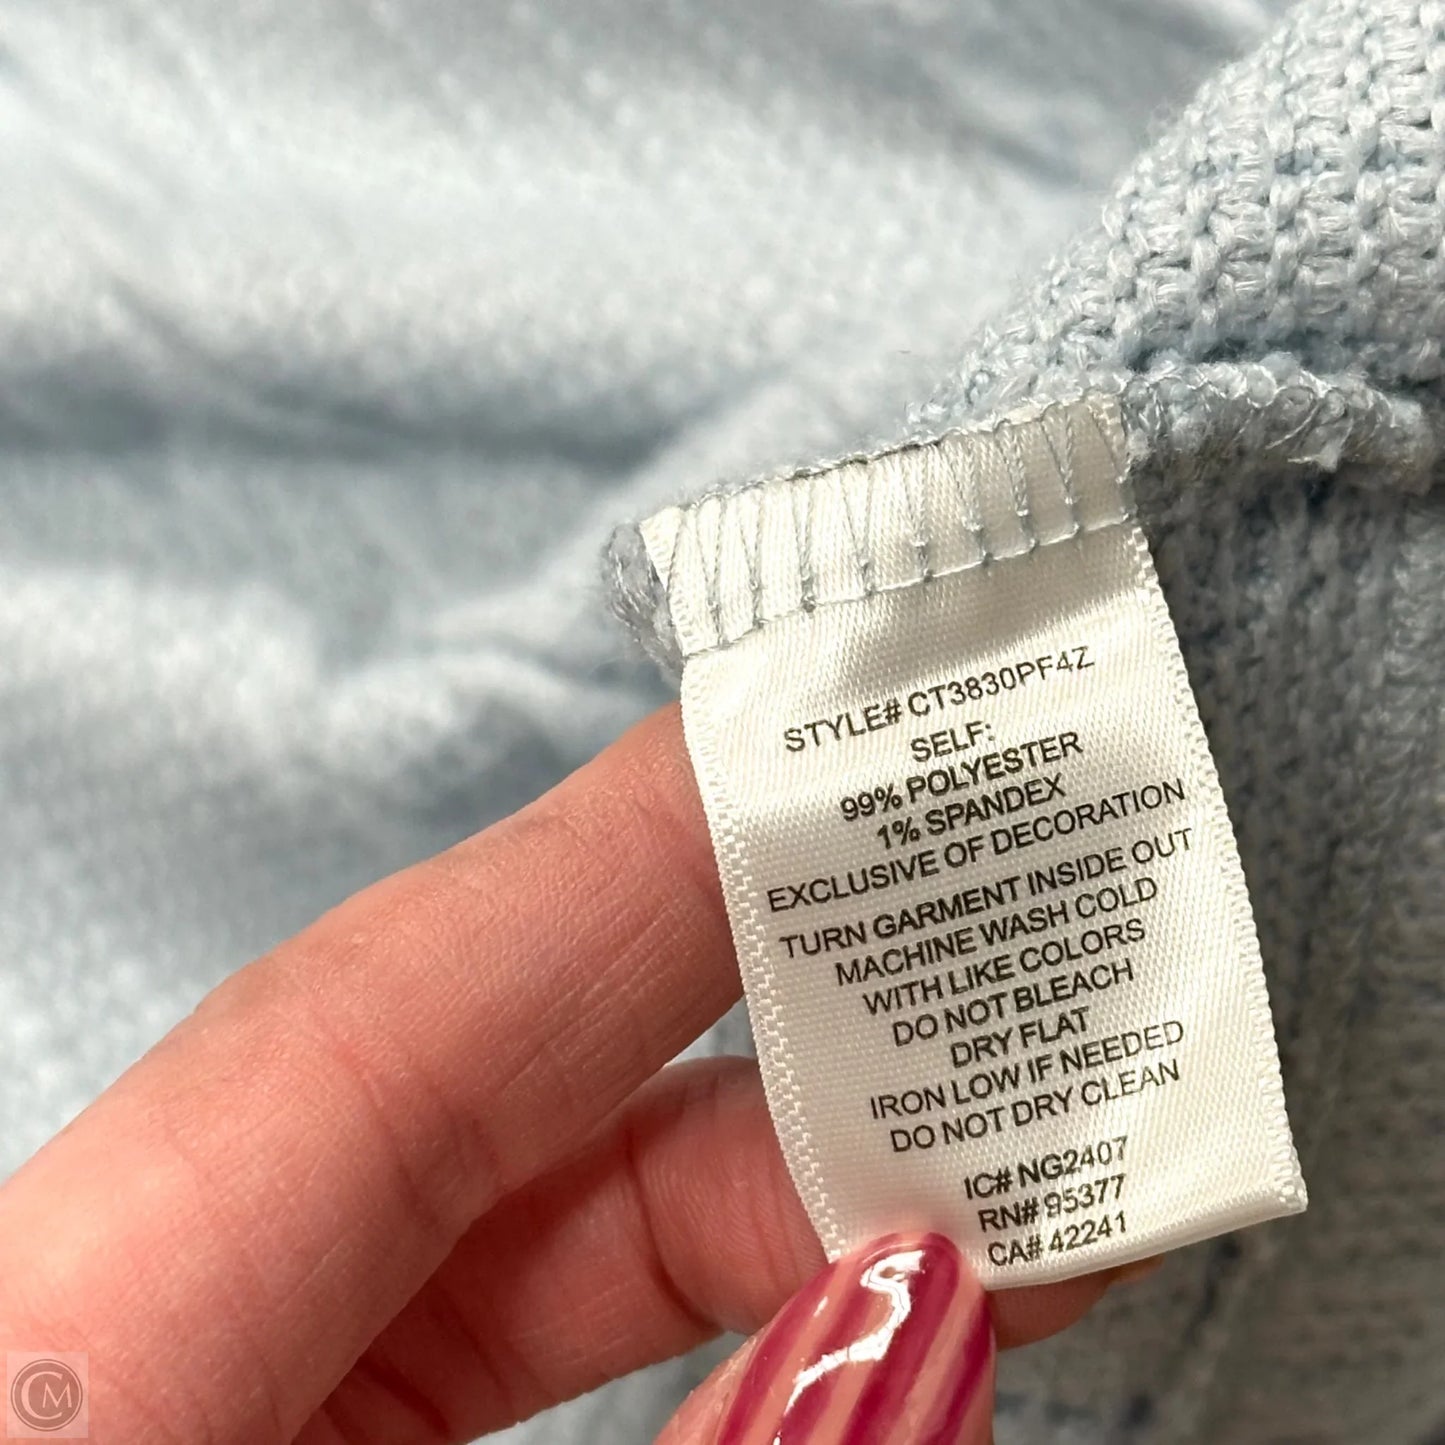 STYLE# CT3830PF4Z
SELF:
99% POLYESTER
1% SPANDEX
EXCLUSIVE OF DECORATION
TURN GARMENT INSIDE OUT
MACHINE WASH COLD
WITH LIKE COLORS
DO NOT BLEACH
DRY FLAT
IRON LOW IF NEEDED
DO NOT DRY CLEAN
IC# NG2407
RN# 95377
CA# 42241
CM